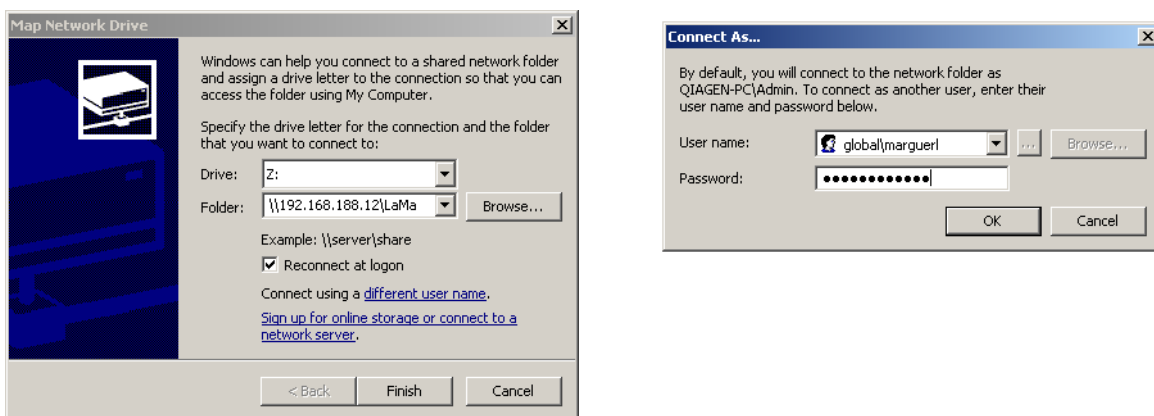 Map Network Drive
Windows can help you connect to a shared network folder
and assign a drive letter to the connection so that you can
access the folder using My Computer.
Specify the drive letter for the connection and the folder
that you want to connect to:
Drive: Z:
Folder: \\192.168.188.12\LaMa Browse...
Example: \\server\share
Reconnect at logon
Connect using a different user name.
Sign up for online storage or connect to a
network server.
< Back Finish Cancel
Connect As...
By default, you will connect to the network folder as
QIAGEN-PC\Admin. To connect as another user, enter their
user name and password below.
User name: global\marguerl ... Browse...
Password: ●●●●●●●●●●●●
OK Cancel